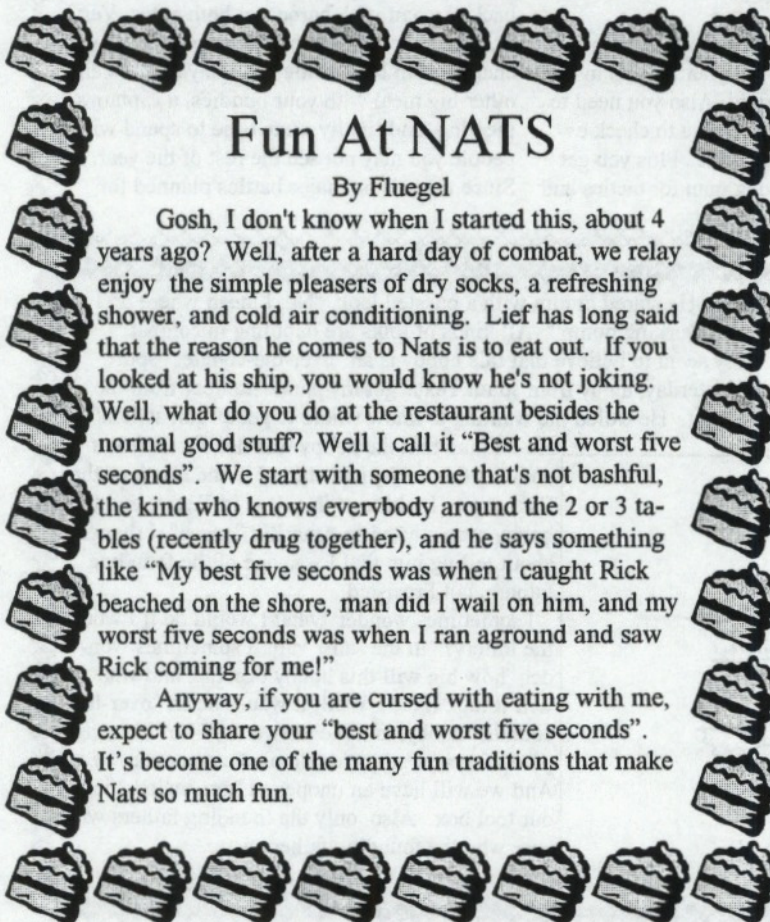 Fun At NATS
By Fluegel
Gosh, I don't know when I started this, about 4
years ago? Well, after a hard day of combat, we relay
enjoy the simple pleasers of dry socks, a refreshing
shower, and cold air conditioning. Lief has long said
that the reason he comes to Nats is to eat out. If you
looked at his ship, you would know he's not joking.
Well, what do you do at the restaurant besides the
normal good stuff? Well I call it “Best and worst five
seconds”. We start with someone that's not bashful,
the kind who knows everybody around the 2 or 3 ta-
bles (recently drug together), and he says something
like “My best five seconds was when I caught Rick
beached on the shore, man did I wail on him, and my
worst five seconds was when I ran aground and saw
Rick coming for me!”
Anyway, if you are cursed with eating with me,
expect to share your “best and worst five seconds”.
It’s become one of the many fun traditions that make
Nats so much fun.